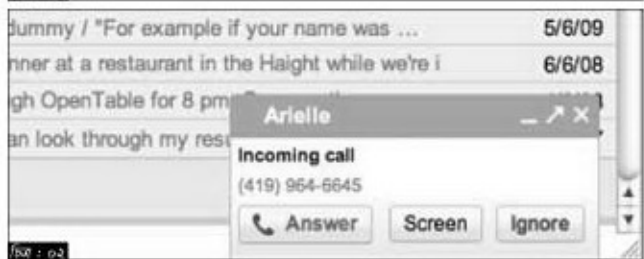 dummy / "For example if your name was ... 5/6/09
nner at a restaurant in the Haight while we're i 6/6/08
gh OpenTable for 8 pm
an look through my resu
Arielle
Incoming call
(419) 964-6645
Answer Screen Ignore